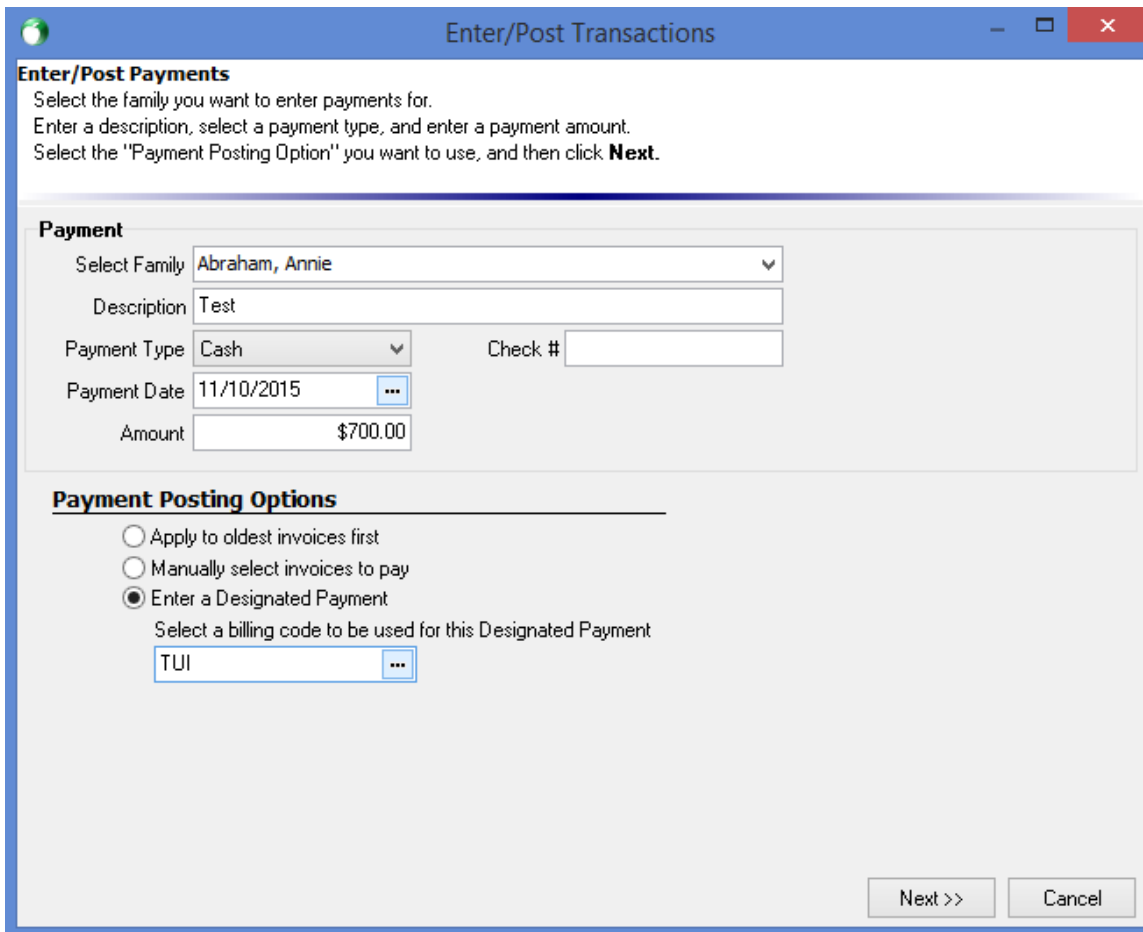 Enter/Post Transactions
Enter/Post Payments
Select the family you want to enter payments for.
Enter a description, select a payment type, and enter a payment amount.
Select the "Payment Posting Option" you want to use, and then click Next.
Payment
Select Family Abraham, Annie
Description Test
Payment Type Cash Check #
Payment Date 11/10/2015 ...
Amount $700.00
Payment Posting Options
Apply to oldest invoices first
Manually select invoices to pay
Enter a Designated Payment
Select a billing code to be used for this Designated Payment
TUI ...
Next >> Cancel